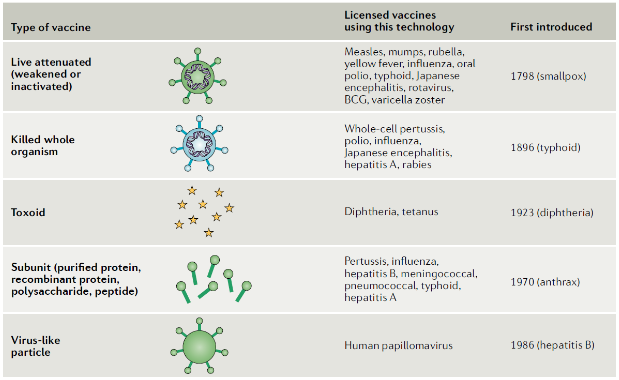 Type of vaccine
Licensed vaccines
using this technology
First introduced
Live attenuated
(weakened or
inactivated)
Measles, mumps, rubella,
yellow fever, influenza, oral
polio, typhoid, Japanese
encephalitis, rotavirus,
BCG, varicella zoster
1798 (smallpox)
Killed whole
organism
Whole-cell pertussis,
polio, influenza,
Japanese encephalitis,
hepatitis A, rabies
1896 (typhoid)
Toxoid
Diphtheria, tetanus
1923 (diphtheria)
Subunit (purified protein,
recombinant protein,
polysaccharide, peptide)
Pertussis, influenza,
hepatitis B, meningococcal,
pneumococcal, typhoid,
hepatitis A
1970 (anthrax)
Virus-like
particle
Human papillomavirus
1986 (hepatitis B)